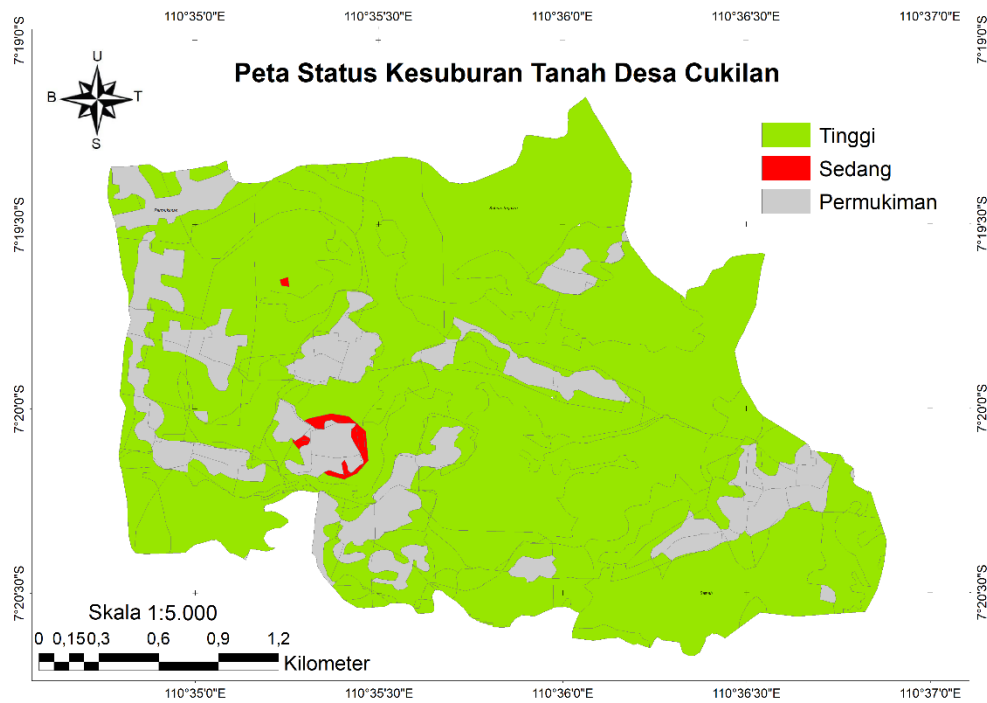 110°35'0"E 110°35'30"E 110°36'0"E 110°36'30"E 110°37'0"E
7°19'0"S 7°19'0"S
Peta Status Kesuburan Tanah Desa Cukilan
U
B T
S
Tinggi
Sedang
Permukiman
7°19'30"S 7°19'30"S
7°20'0"S 7°20'0"S
7°20'30"S 7°20'30"S
Skala 1:5.000
0 0,150,3 0,6 0,9 1,2
Kilometer
110°35'0"E 110°35'30"E 110°36'0"E 110°36'30"E 110°37'0"E